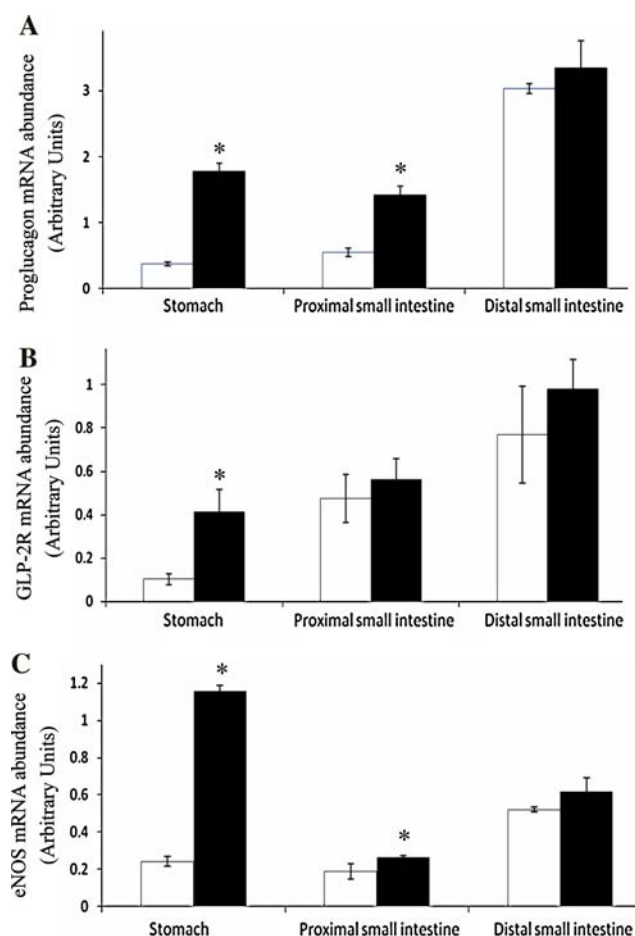 A
Proglucagon mRNA abundance
(Arbitrary Units)
3
2
1
0
*
*
Stomach Proximal small intestine Distal small intestine
B
GLP-2R mRNA abundance
(Arbitrary Units)
1
0.8
0.6
0.4
0.2
0
*
Stomach Proximal small intestine Distal small intestine
C
eNOS mRNA abundance
(Arbitrary Units)
1.2
1
0.8
0.6
0.4
0.2
0
*
*
Stomach Proximal small intestine Distal small intestine